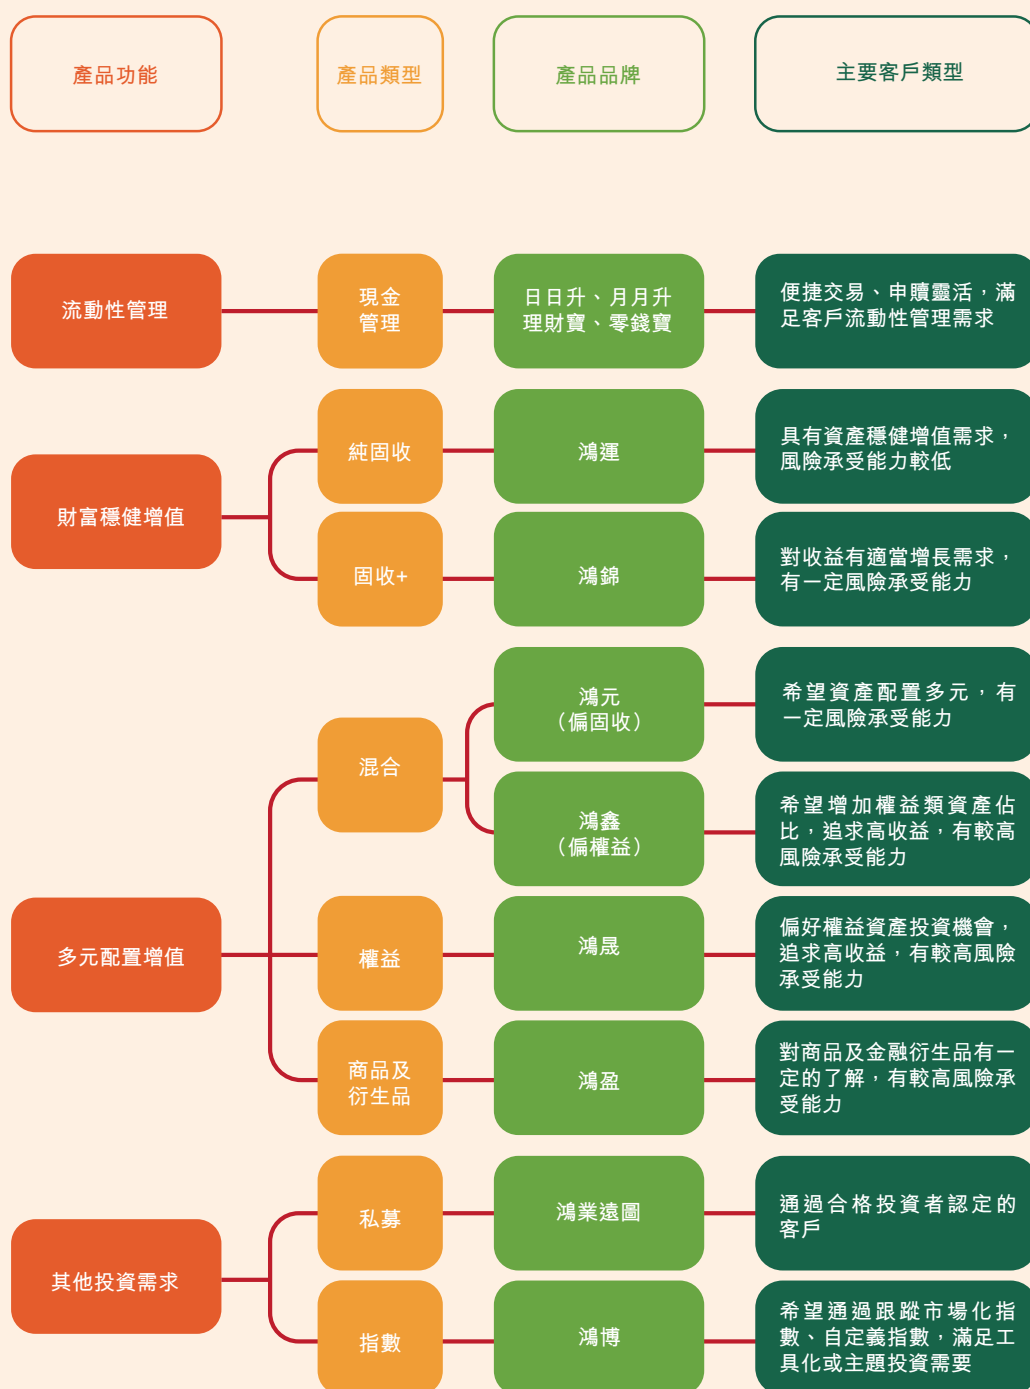 產品功能
產品類型
產品品牌
主要客戶類型
流動性管理
現金
管理
日日升、月月升
理財寶、零錢寶
便捷交易、申贖靈活，滿
足客戶流動性管理需求
財富穩健增值
純固收
鴻運
具有資產穩健增值需求，
風險承受能力較低
固收+
鴻錦
對收益有適當增長需求，
有一定風險承受能力
多元配置增值
混合
鴻元
（偏固收）
希望資產配置多元，有
一定風險承受能力
鴻鑫
（偏權益）
希望增加權益類資產佔
比，追求高收益，有較高
風險承受能力
權益
鴻晟
偏好權益資產投資機會，
追求高收益，有較高風險
承受能力
商品及
衍生品
鴻盈
對商品及金融衍生品有一
定的了解，有較高風險承
受能力
其他投資需求
私募
鴻業遠圖
通過合格投資者認定的
客戶
指數
鴻博
希望通過跟蹤市場化指
數、自定義指數，滿足工
具化或主題投資需要